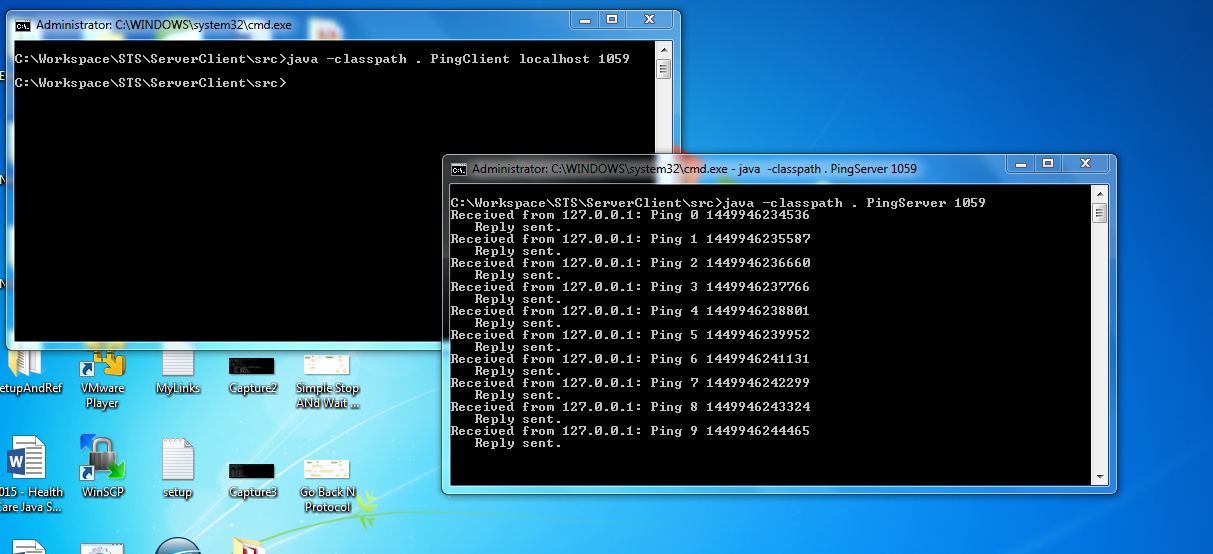 Administrator: C:\WINDOWS\system32\cmd.exe
C:\Workspace\STS\ServerClient\src>java -classpath . PingClient localhost 1059
C:\Workspace\STS\ServerClient\src>
Administrator: C:\WINDOWS\system32\cmd.exe - java -classpath . PingServer 1059
C:\Workspace\STS\ServerClient\src>java -classpath . PingServer 1059
Received from 127.0.0.1: Ping 0 1449946234536
Reply sent.
Received from 127.0.0.1: Ping 1 1449946235587
Reply sent.
Received from 127.0.0.1: Ping 2 1449946236660
Reply sent.
Received from 127.0.0.1: Ping 3 1449946237766
Reply sent.
Received from 127.0.0.1: Ping 4 1449946238801
Reply sent.
Received from 127.0.0.1: Ping 5 1449946239952
Reply sent.
Received from 127.0.0.1: Ping 6 1449946241131
Reply sent.
Received from 127.0.0.1: Ping 7 1449946242299
Reply sent.
Received from 127.0.0.1: Ping 8 1449946243324
Reply sent.
Received from 127.0.0.1: Ping 9 1449946244465
Reply sent.
etupAndRef
VMware
Player
MyLinks
Capture2
Simple Stop
ANd Wait ...
015 - Health
Care Java S...
WinSCP
setup
Capture3
Go Back N
Protocol